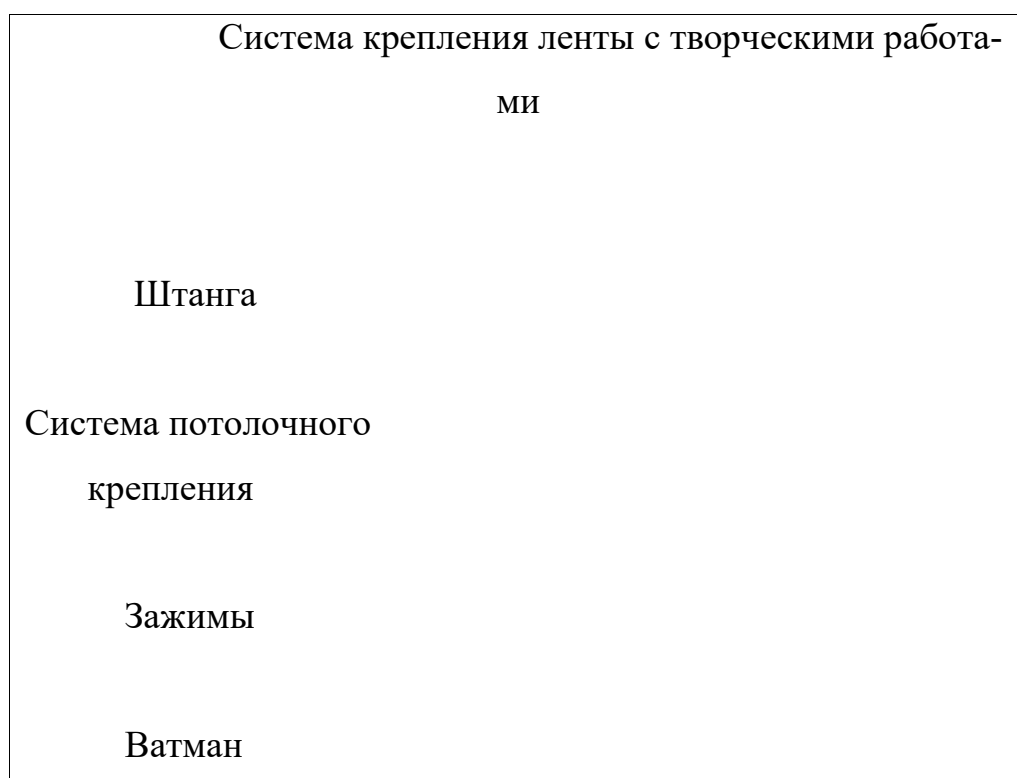 Система крепления ленты с творческими работа-
ми
Штанга
Система потолочного
крепления
Зажимы
Ватман